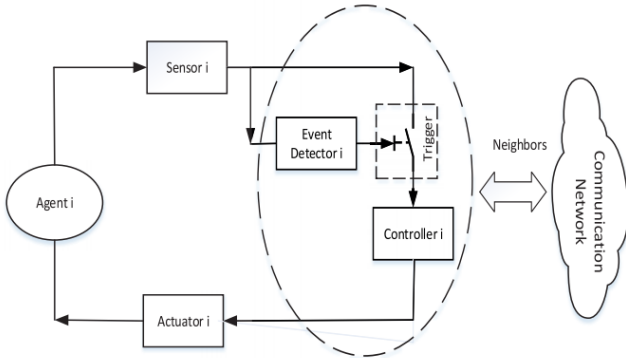 Sensor i
Event
Detector i
Trigger
Neighbors
Communication
Network
Agent i
Controller i
Actuator i